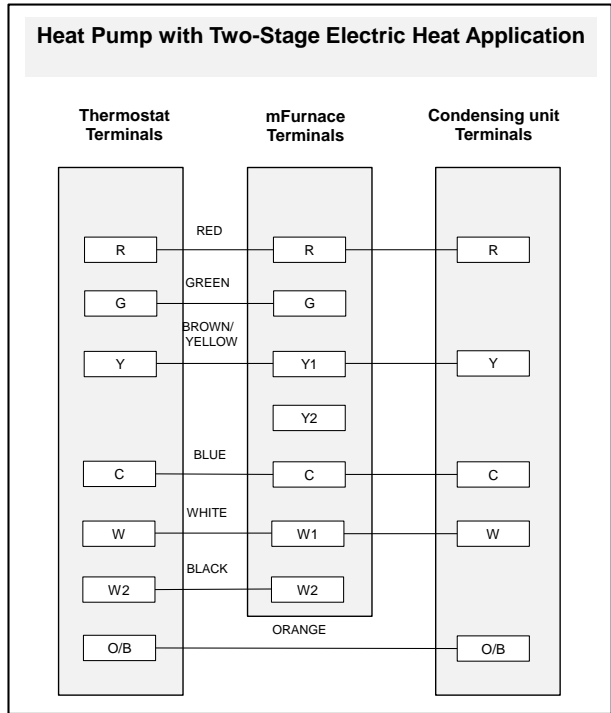 Heat Pump with Two-Stage Electric Heat Application
Thermostat
Terminals
mFurnace
Terminals
Condensing unit
Terminals
RED
R
R
R
GREEN
G
G
BROWN/
YELLOW
Y
Y1
Y
Y2
BLUE
C
C
C
WHITE
W
W1
W
BLACK
W2
W2
ORANGE
O/B
O/B